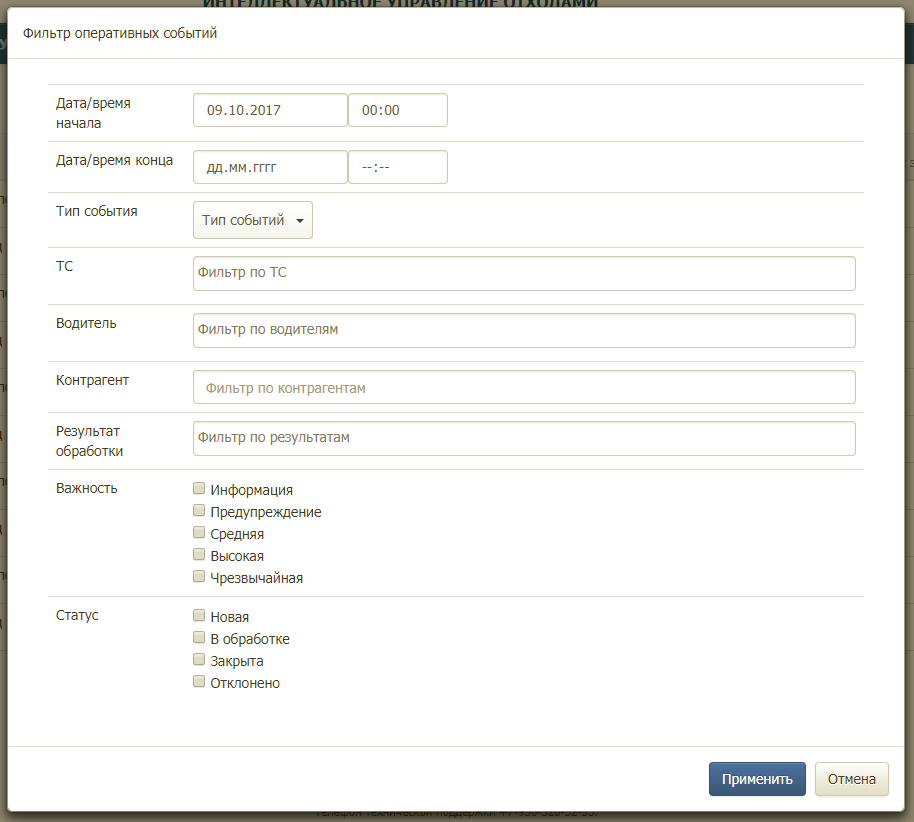 ИНТЕЛЛЕКТУАЛЬНОЕ УПРАВЛЕНИЕ ОТХОДАМИ
Фильтр оперативных событий
Дата/время
начала
09.10.2017
00:00
Дата/время конца
дд.мм.гггг
--:--
Тип события
Тип событий
ТС
Фильтр по ТС
Водитель
Фильтр по водителям
Контрагент
Фильтр по контрагентам
Результат
обработки
Фильтр по результатам
Важность
Информация
Предупреждение
Средняя
Высокая
Чрезвычайная
Статус
Новая
В обработке
Закрыта
Отклонено
Применить
Отмена
Телефон технической поддержки